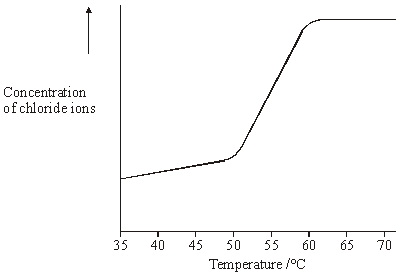 Concentration
of chloride ions
35 40 45 50 55 60 65 70
Temperature /°C